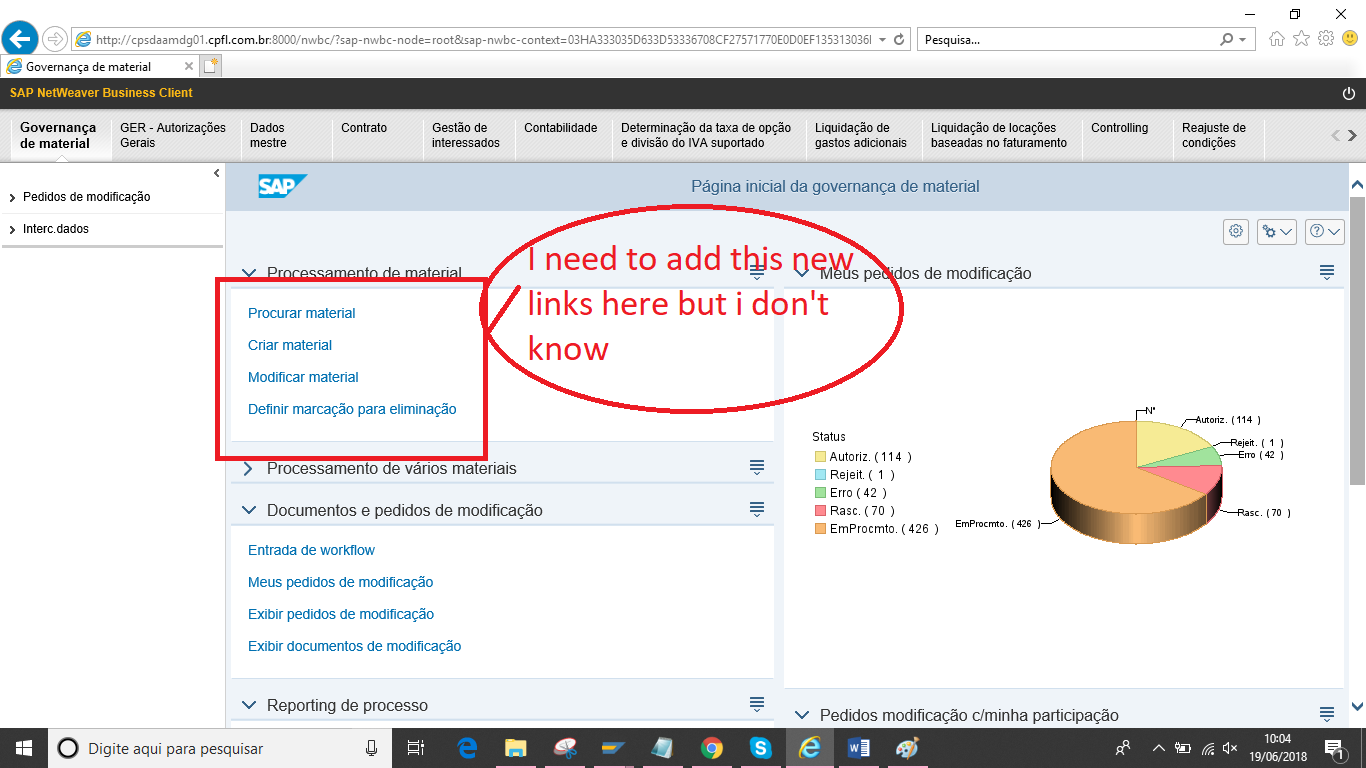 http://cpsdaamdg01.cpfl.com.br:8000/nwbc/?sap-nwbc-node=root&sap-nwbc-context=03HA333035D633D53336708CF27571770E0D0EF135313036I
Pesquisa...
Governança de material
SAP NetWeaver Business Client
Governança
de material
GER - Autorizações
Gerais
Dados
mestre
Contrato
Gestão de
interessados
Contabilidade
Determinação da taxa de opção
e divisão do IVA suportado
Liquidação de
gastos adicionais
Liquidação de locações
baseadas no faturamento
Controlling
Reajuste de
condições
Pedidos de modificação
Interc.dados
SAP
Página inicial da governança de material
Processamento de material
Procurar material
Criar material
Modificar material
Definir marcação para eliminação
I need to add this new
links here but i don't
know
Processamento de vários materiais
Documentos e pedidos de modificação
Entrada de workflow
Meus pedidos de modificação
Exibir pedidos de modificação
Exibir documentos de modificação
Reporting de processo
Meus pedidos de modificação
Status
Autoriz. ( 114 )
Rejeit. ( 1 )
Erro ( 42 )
Rasc. ( 70 )
EmProcmto. ( 426 )
N°
Autoriz. ( 114 )
Rejeit. ( 1 )
Erro ( 42 )
Rasc. ( 70 )
EmProcmto. ( 426 )
Pedidos modificação c/minha participação
Digite aqui para pesquisar
10:04
19/06/2018
1